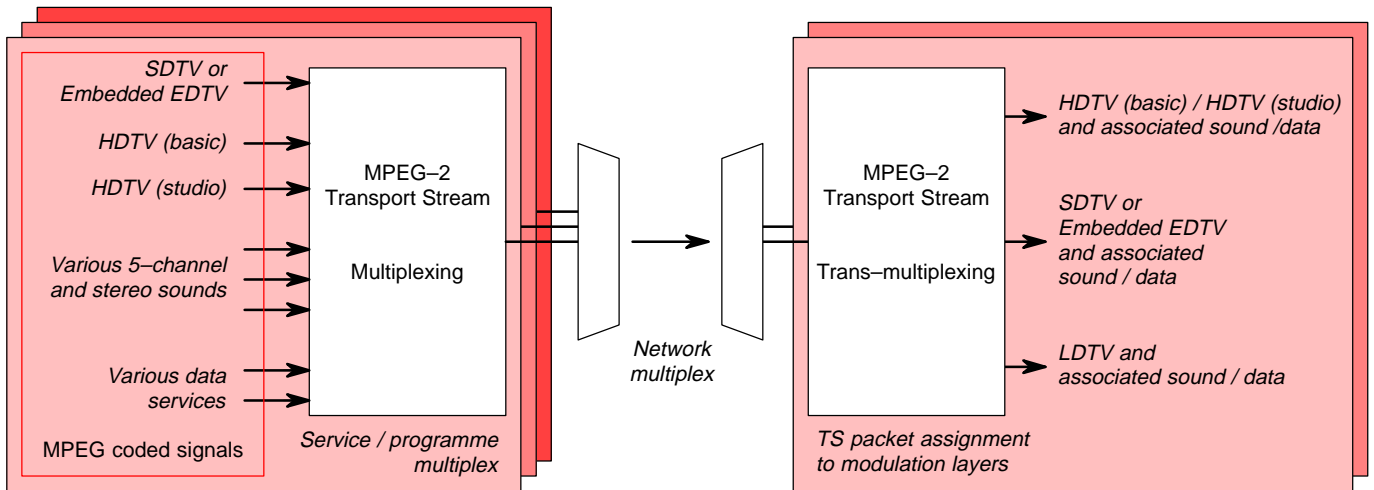 SDTV or
Embedded EDTV
HDTV (basic)
HDTV (studio)
Various 5–channel
and stereo sounds
Various data
services
MPEG coded signals
MPEG–2
Transport Stream
Multiplexing
Service / programme
multiplex
Network
multiplex
MPEG–2
Transport Stream
Trans–multiplexing
TS packet assignment
to modulation layers
HDTV (basic) / HDTV (studio)
and associated sound /data
SDTV or
Embedded EDTV
and associated
sound / data
LDTV and
associated sound / data